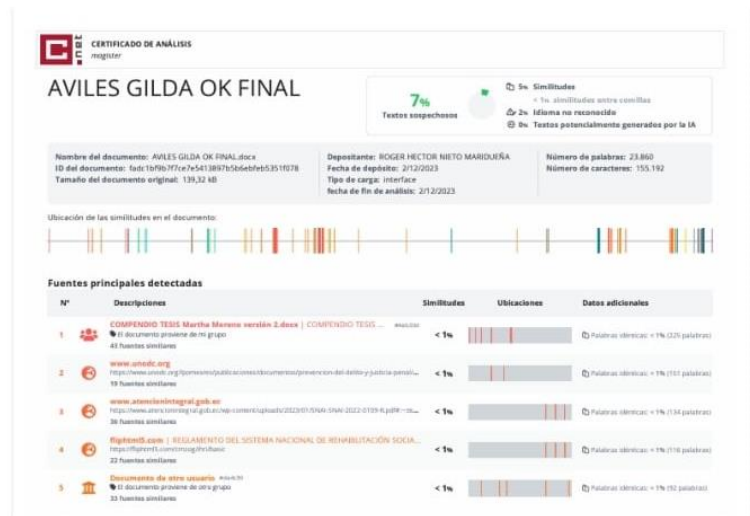 CERTIFICADO DE ANÁLISIS
magister
AVILES GILDA OK FINAL
7%
Textos sospechosos
5% Similitudes
< 1% similitudes entre comillas
2% Idioma no reconocido
0% Textos potencialmente generados por la IA
Nombre del documento: AVILES GILDA OK FINAL.docx
ID del documento:
Tamaño del documento original: 139,32 kB
Depositante: ROGER HECTOR NIETO MARIDUEÑA
Fecha de depósito: 2/12/2023
Tipo de carga: interface
fecha de fin de análisis: 2/12/2023
Número de palabras: 23.860
Número de caracteres: 155.192
Ubicación de las similitudes en el documento:
Fuentes principales detectadas
N° Descripciones Similitudes Ubicaciones Datos adicionales
1 COMPENDIO TESIS Martha Moreno versión 2.docx | COMPENDIO TESIS ...
El documento proviene de mi grupo
43 fuentes similares
< 1%
Palabras idénticas: < 1% (225 palabras)
2 www.unodc.org
19 fuentes similares
< 1%
Palabras idénticas: < 1% (151 palabras)
3 www.atencionintegral.gob.ec
36 fuentes similares
< 1%
Palabras idénticas: < 1% (134 palabras)
4 fliphtml5.com | REGLAMENTO DEL SISTEMA NACIONAL DE REHABILITACIÓN SOCIA...
22 fuentes similares
< 1%
Palabras idénticas: < 1% (116 palabras)
5 Documento de otro usuario
El documento proviene de otro grupo
33 fuentes similares
< 1%
Palabras idénticas: < 1% (92 palabras)